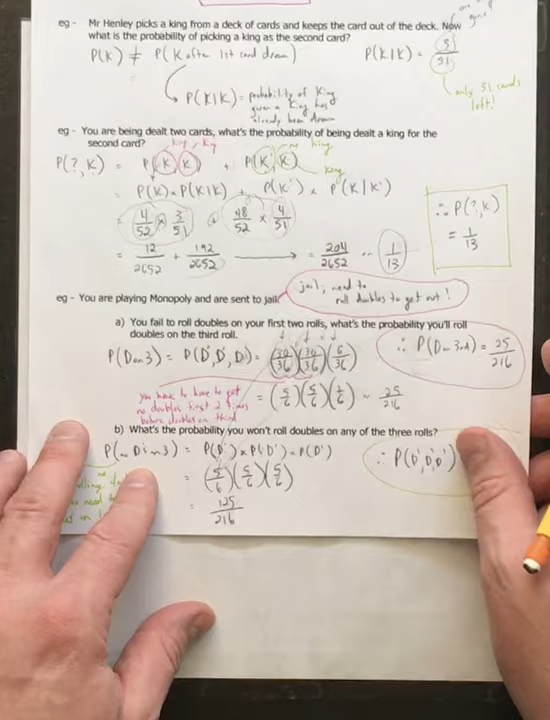 one
gone!
eg - Mr Henley picks a king from a deck of cards and keeps the card out of the deck. Now
what is the probability of picking a king as the second card?
P(K) ≠ P(K after 1st card drawn) P(K|K) = 3/51
P(K|K) = probability of King
given a King has
already been drawn
only 51 cards
left!
eg - You are being dealt two cards, what's the probability of being dealt a king for the
second card?
King King
no King
King
P(?, K) = P(K K) + P(K' K)
= P(K) × P(K|K) + P(K') × P(K|K')
= 4/52 × 3/51 + 48/52 × 4/51
= 12/2652 + 192/2652 → = 204/2652 = 1/13
∴ P(?, K)
= 1/13
eg - You are playing Monopoly and are sent to jail
jail, need to
roll doubles to get out!
a) You fail to roll doubles on your first two rolls, what's the probability you'll roll
doubles on the third roll.
P(D on 3) = P(D', D', D) = (30/36)(30/36)(6/36)
∴ P(D on 3rd) = 25/216
= (5/6)(5/6)(1/6) = 25/216
you have to have to get
no doubles first 2 times
before doubles on third
b) What's the probability you won't roll doubles on any of the three rolls?
P(no D in 3) = P(D') × P(D') × P(D')
∴ P(D', D', D')
= (5/6)(5/6)(5/6)
= 125/216